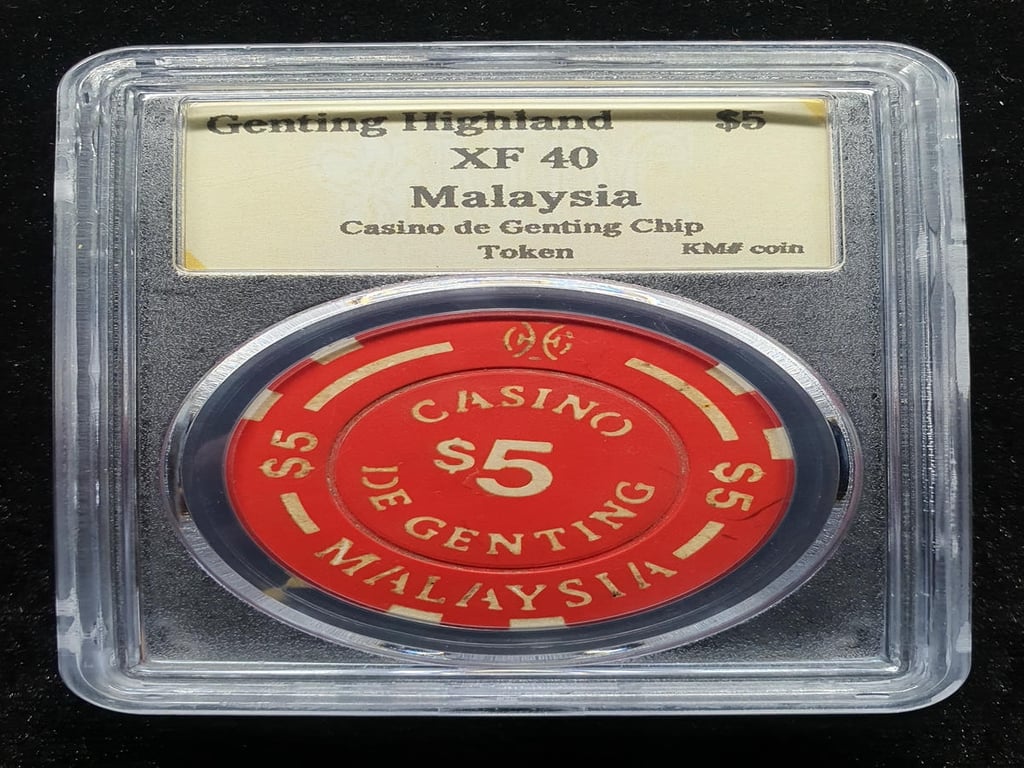 Genting Highland $5
XF 40
Malaysia
Casino de Genting Chip
Token KM# coin
CASINO
$5
DE GENTING
$5
$5
MALAYSIA